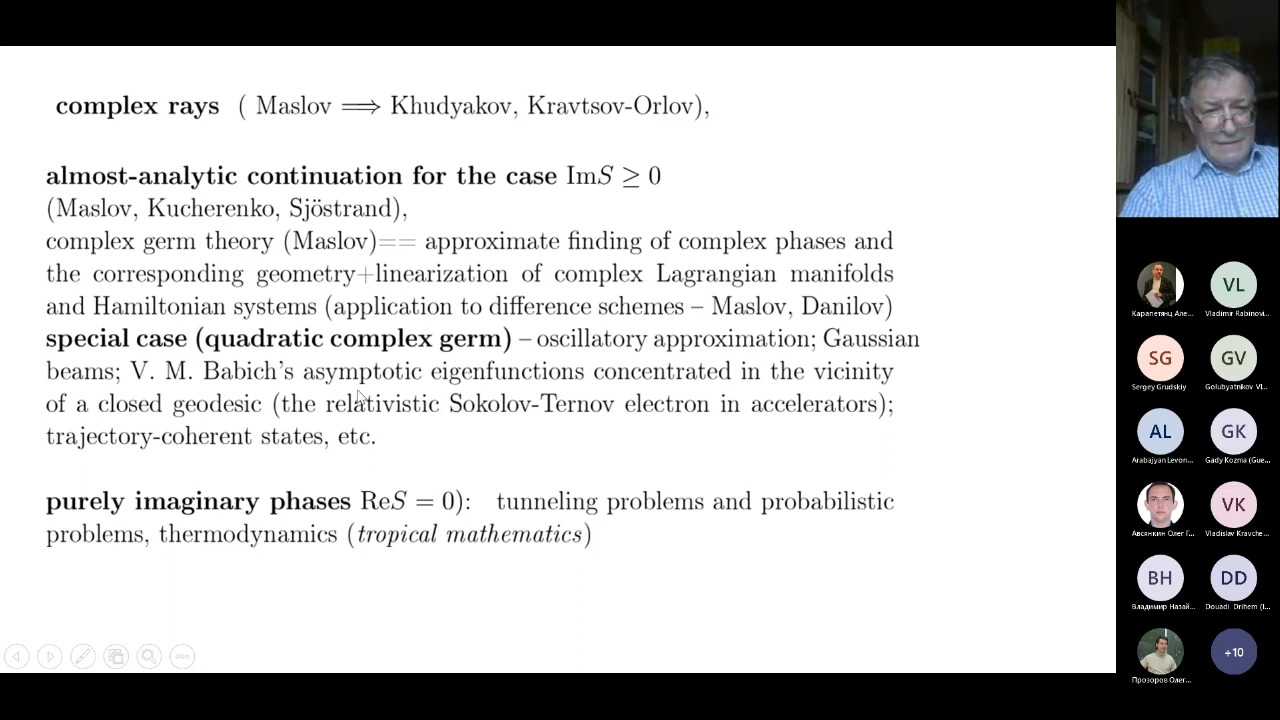 complex rays ( Maslov ⟹ Khudyakov, Kravtsov-Orlov),
almost-analytic continuation for the case ImS ≥ 0
(Maslov, Kucherenko, Sjöstrand),
complex germ theory (Maslov)== approximate finding of complex phases and
the corresponding geometry+linearization of complex Lagrangian manifolds
and Hamiltonian systems (application to difference schemes – Maslov, Danilov)
special case (quadratic complex germ) – oscillatory approximation; Gaussian
beams; V. M. Babich's asymptotic eigenfunctions concentrated in the vicinity
of a closed geodesic (the relativistic Sokolov-Ternov electron in accelerators);
trajectory-coherent states, etc.
purely imaginary phases ReS = 0): tunneling problems and probabilistic
problems, thermodynamics (tropical mathematics)
VL
Карапетянц Але... Vladimir Rabinovi...
SG GV
Sergey Grudskiy Golubyatnikov Vl...
AL GK
Arabajyan Levon... Gady Kozma (Gue...
VK
Авсянкин Олег Г... Vladislav Kravche...
ВН DD
Владимир Назай... Douadi Drihem (I...
+10
Прозоров Олег...